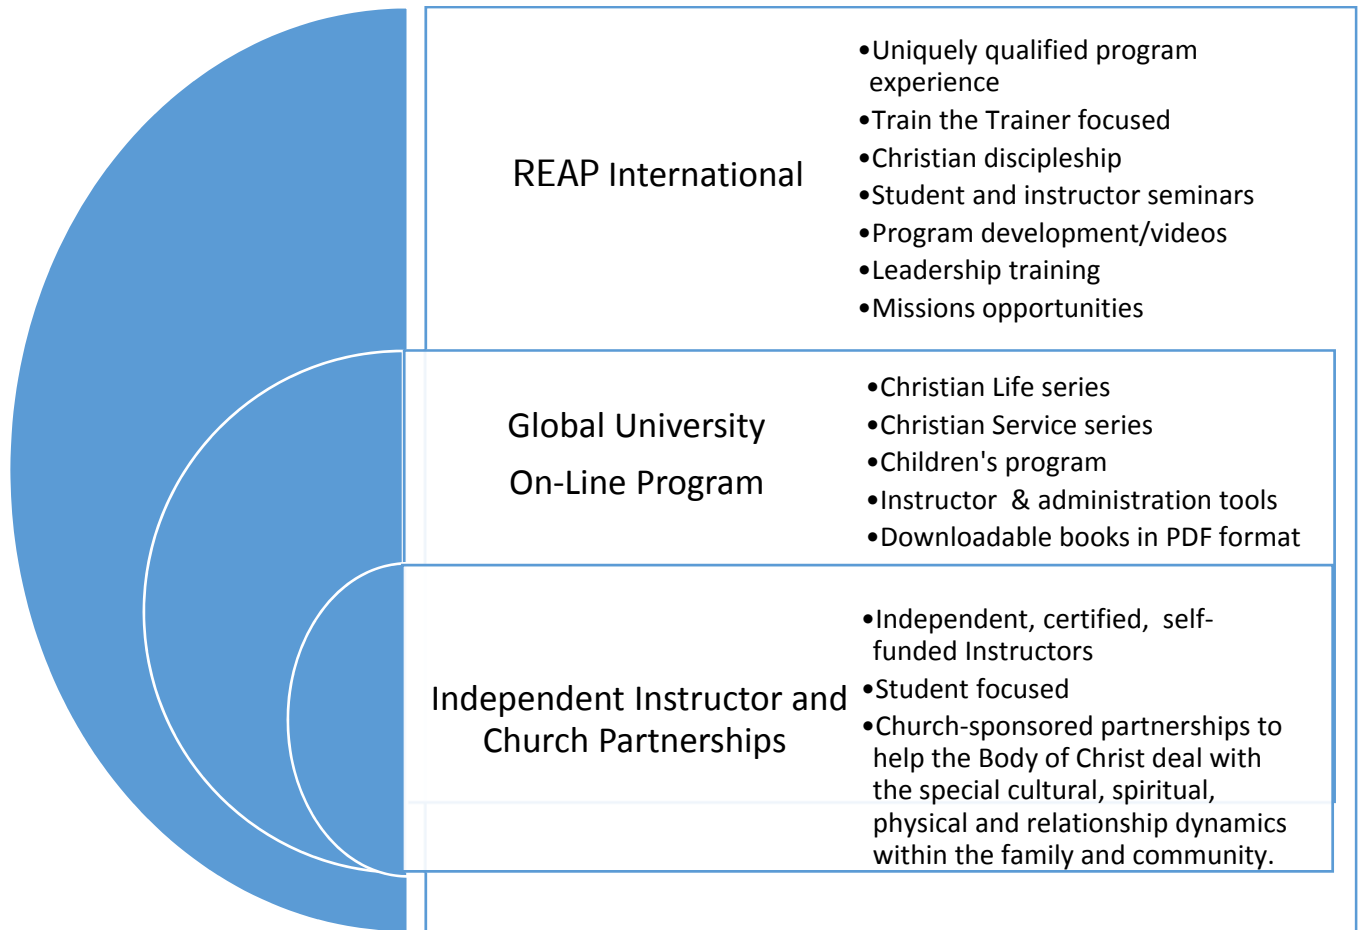 REAP International
•Uniquely qualified program
experience
•Train the Trainer focused
•Christian discipleship
•Student and instructor seminars
•Program development/videos
•Leadership training
•Missions opportunities
Global University
On-Line Program
•Christian Life series
•Christian Service series
•Children's program
•Instructor  & administration tools
•Downloadable books in PDF format
Independent Instructor and
Church Partnerships
•Independent, certified,  self-
funded Instructors
•Student focused
•Church-sponsored partnerships to
help the Body of Christ deal with
the special cultural, spiritual,
physical and relationship dynamics
within the family and community.